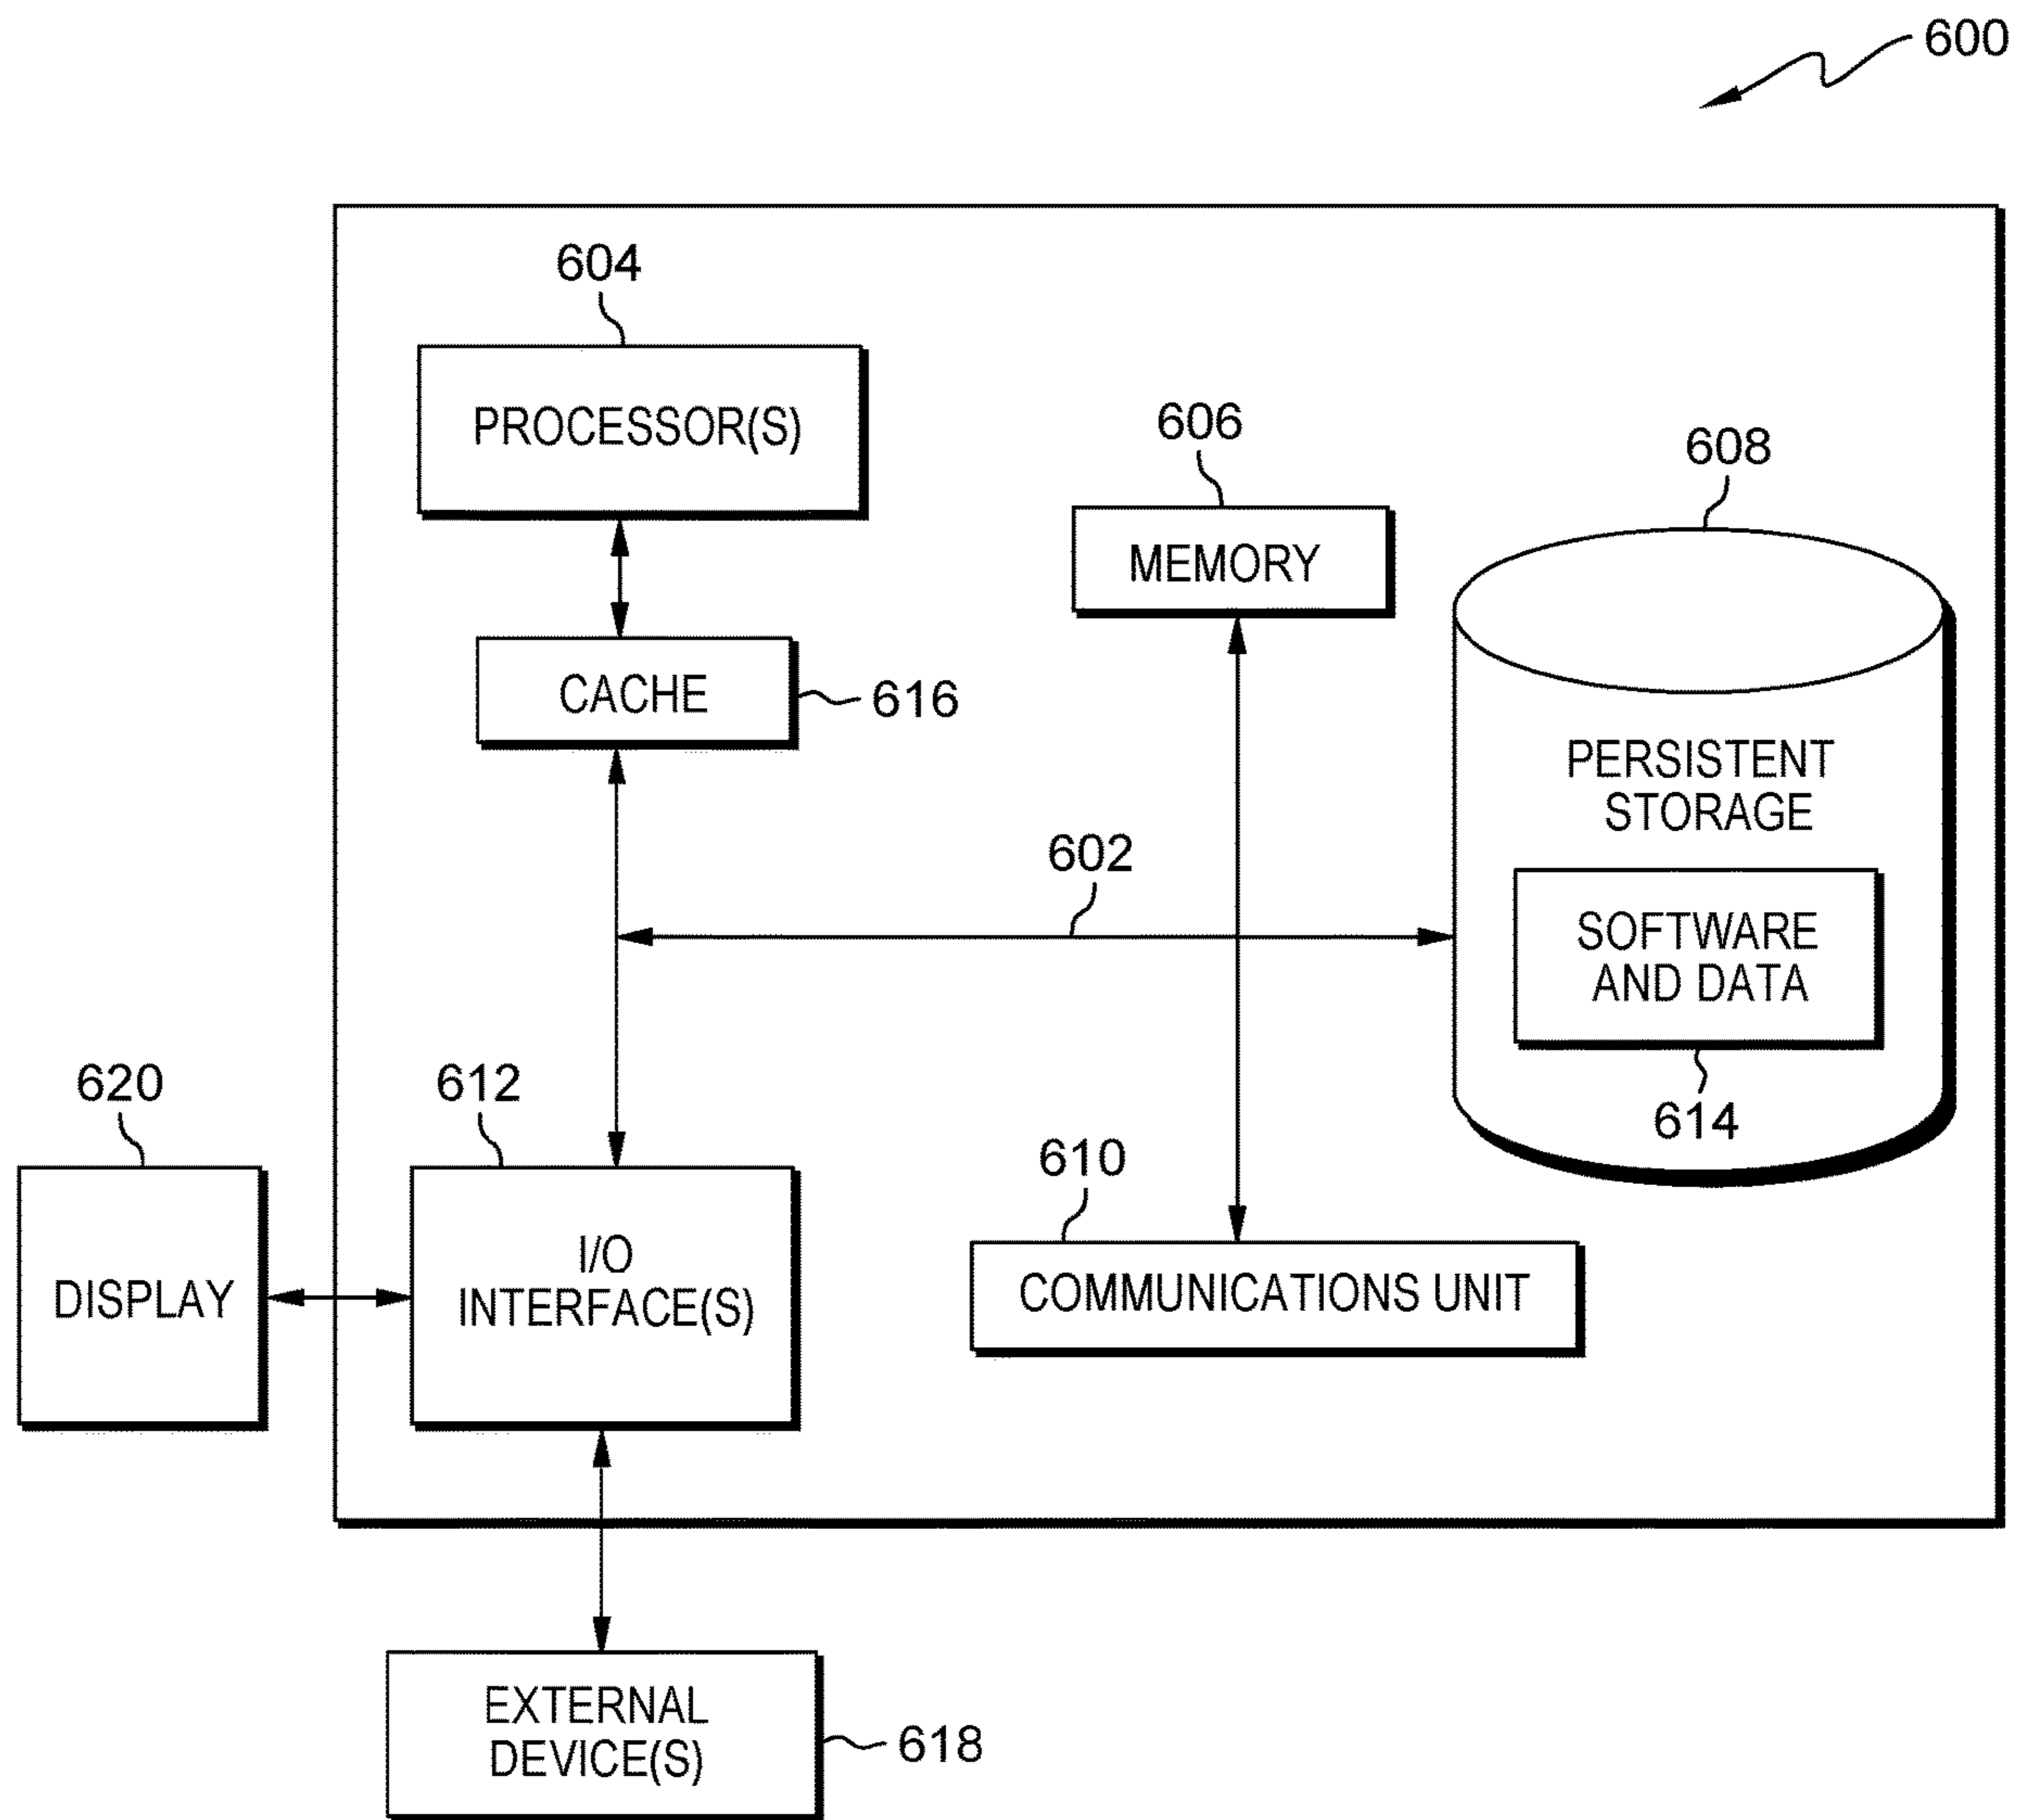 600
604
PROCESSOR(S)
606
MEMORY
608
CACHE
616
PERSISTENT
STORAGE
602
SOFTWARE
AND DATA
614
620
DISPLAY
612
I/O
INTERFACE(S)
610
COMMUNICATIONS UNIT
EXTERNAL
DEVICE(S)
618